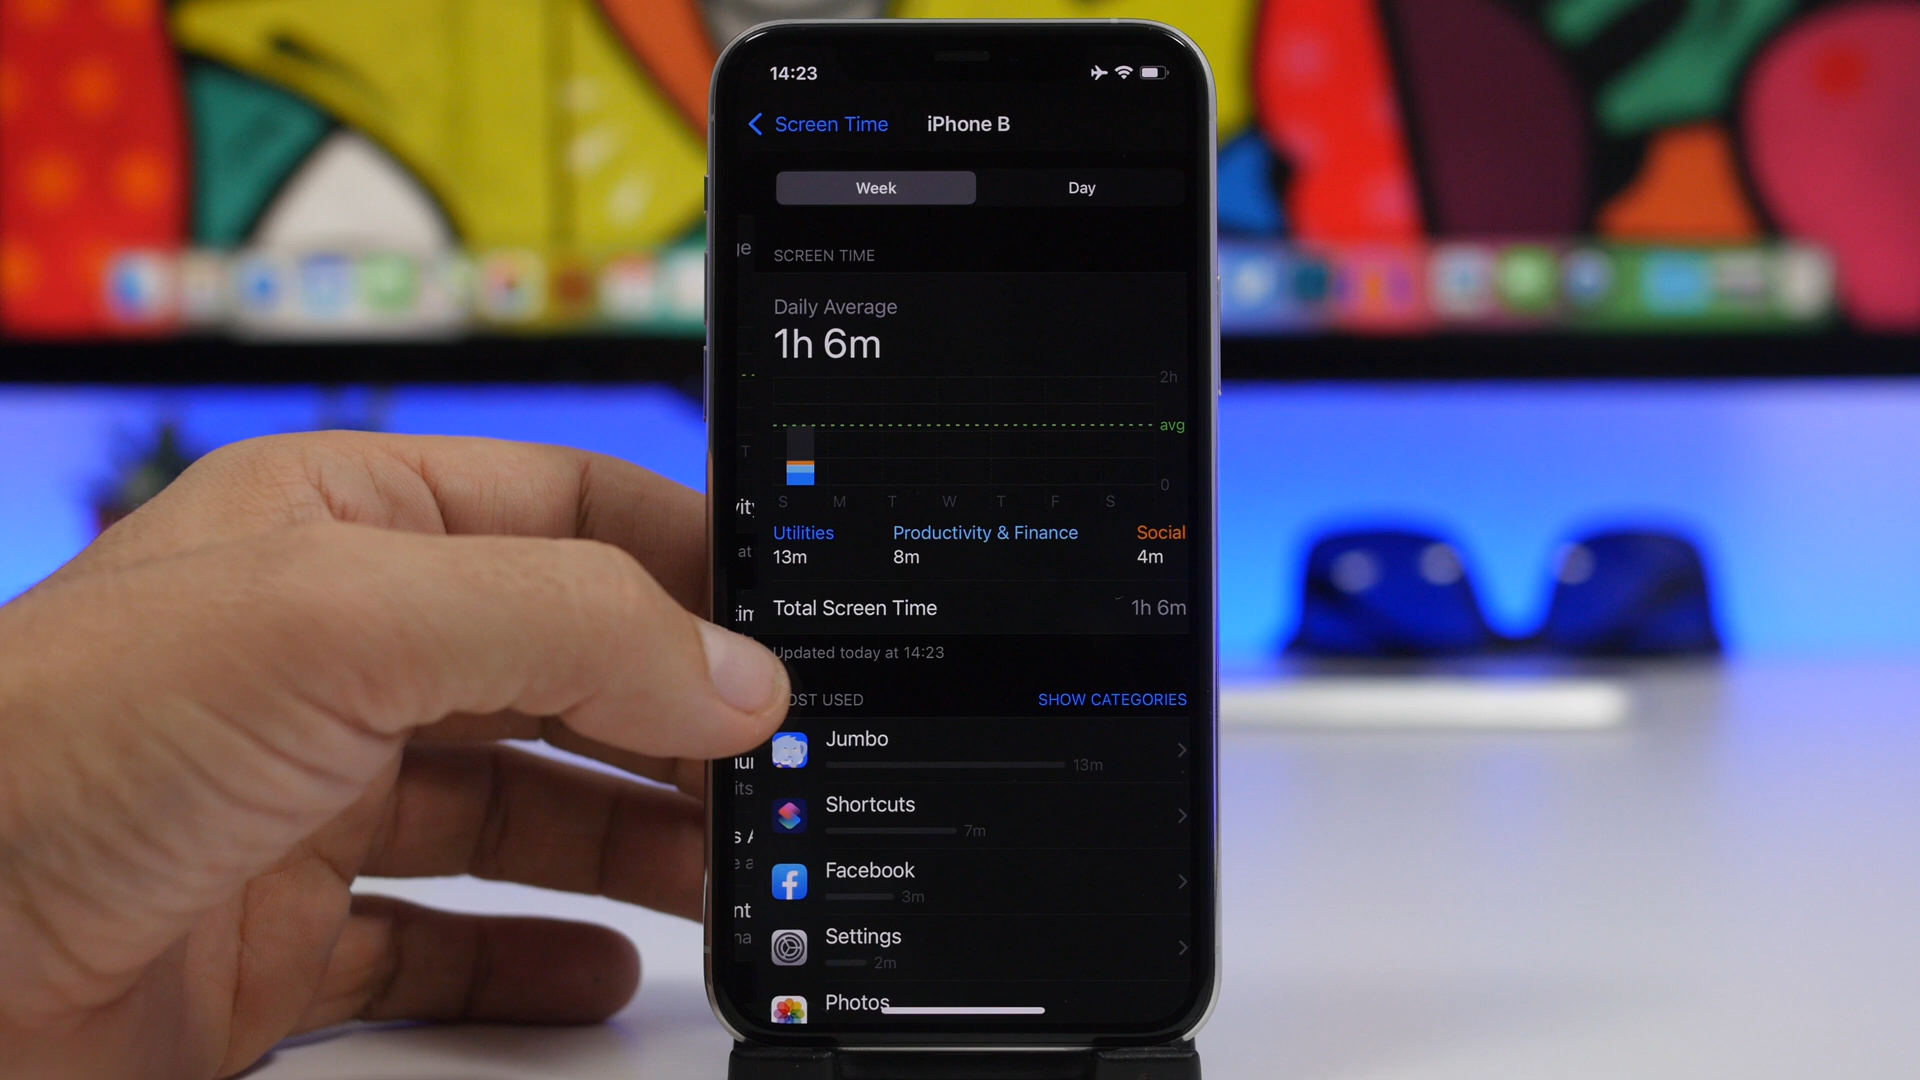 14:23
Screen Time iPhone B
Week Day
SCREEN TIME
Daily Average
1h 6m
2h
avg
0
S M T W T F S
Utilities Productivity & Finance Social
13m 8m 4m
Total Screen Time 1h 6m
Updated today at 14:23
OST USED SHOW CATEGORIES
Jumbo
13m
Shortcuts
7m
Facebook
3m
Settings
2m
Photos